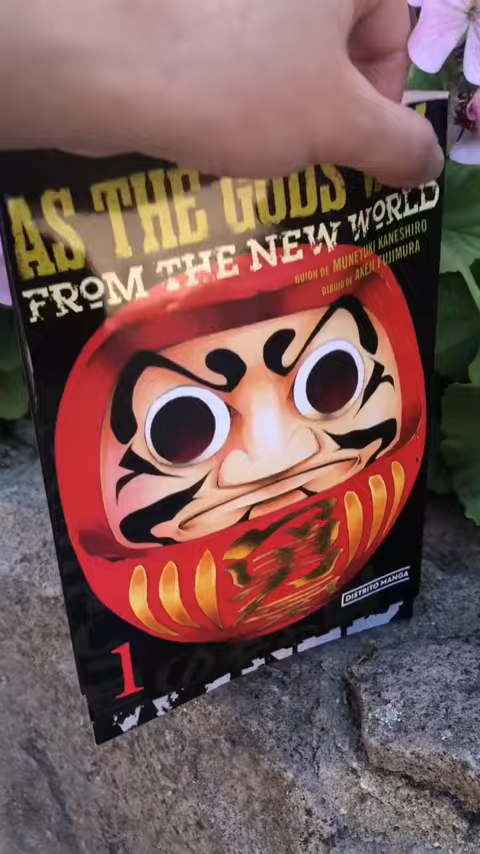 AS THE GODS
FROM THE NEW WORLD
GUION DE MUNEYUKI KANESHIRO
DIBUJO DE AKEJI FUJIMURA
DISTRITO MANGA
1